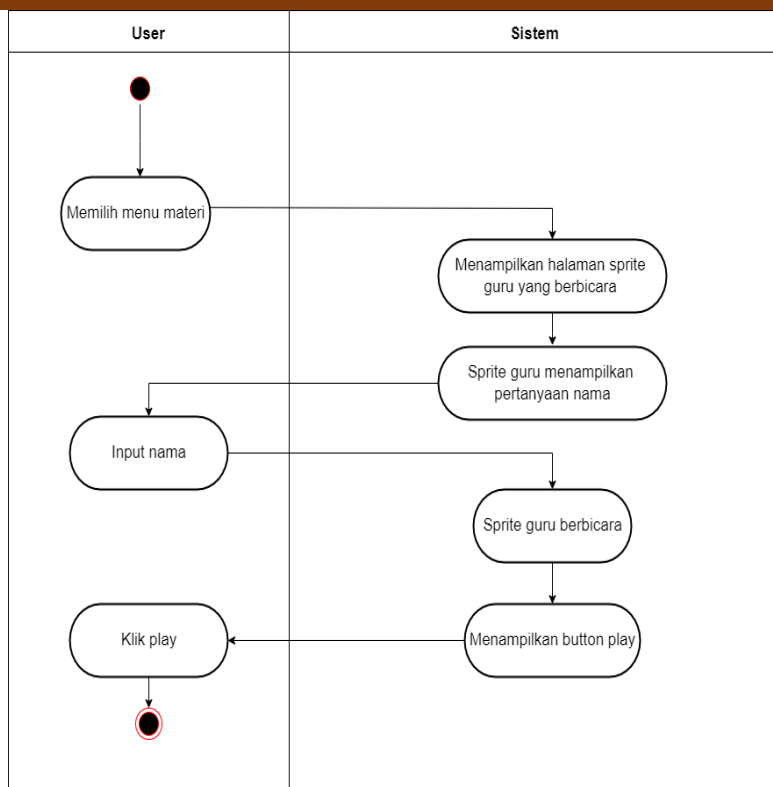 User
Sistem
Memilih menu materi
Menampilkan halaman sprite
guru yang berbicara
Sprite guru menampilkan
pertanyaan nama
Input nama
Sprite guru berbicara
Menampilkan button play
Klik play